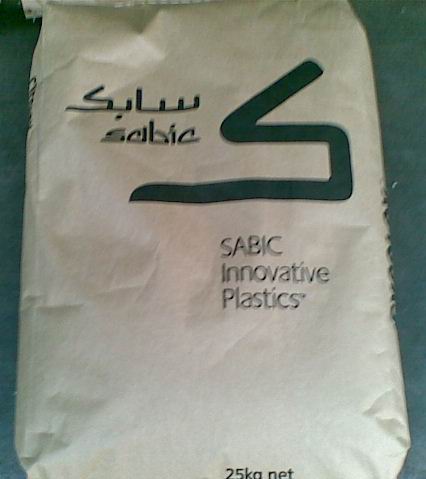 سابك
sabic
ك
SABIC
Innovative
Plastics
25kg net